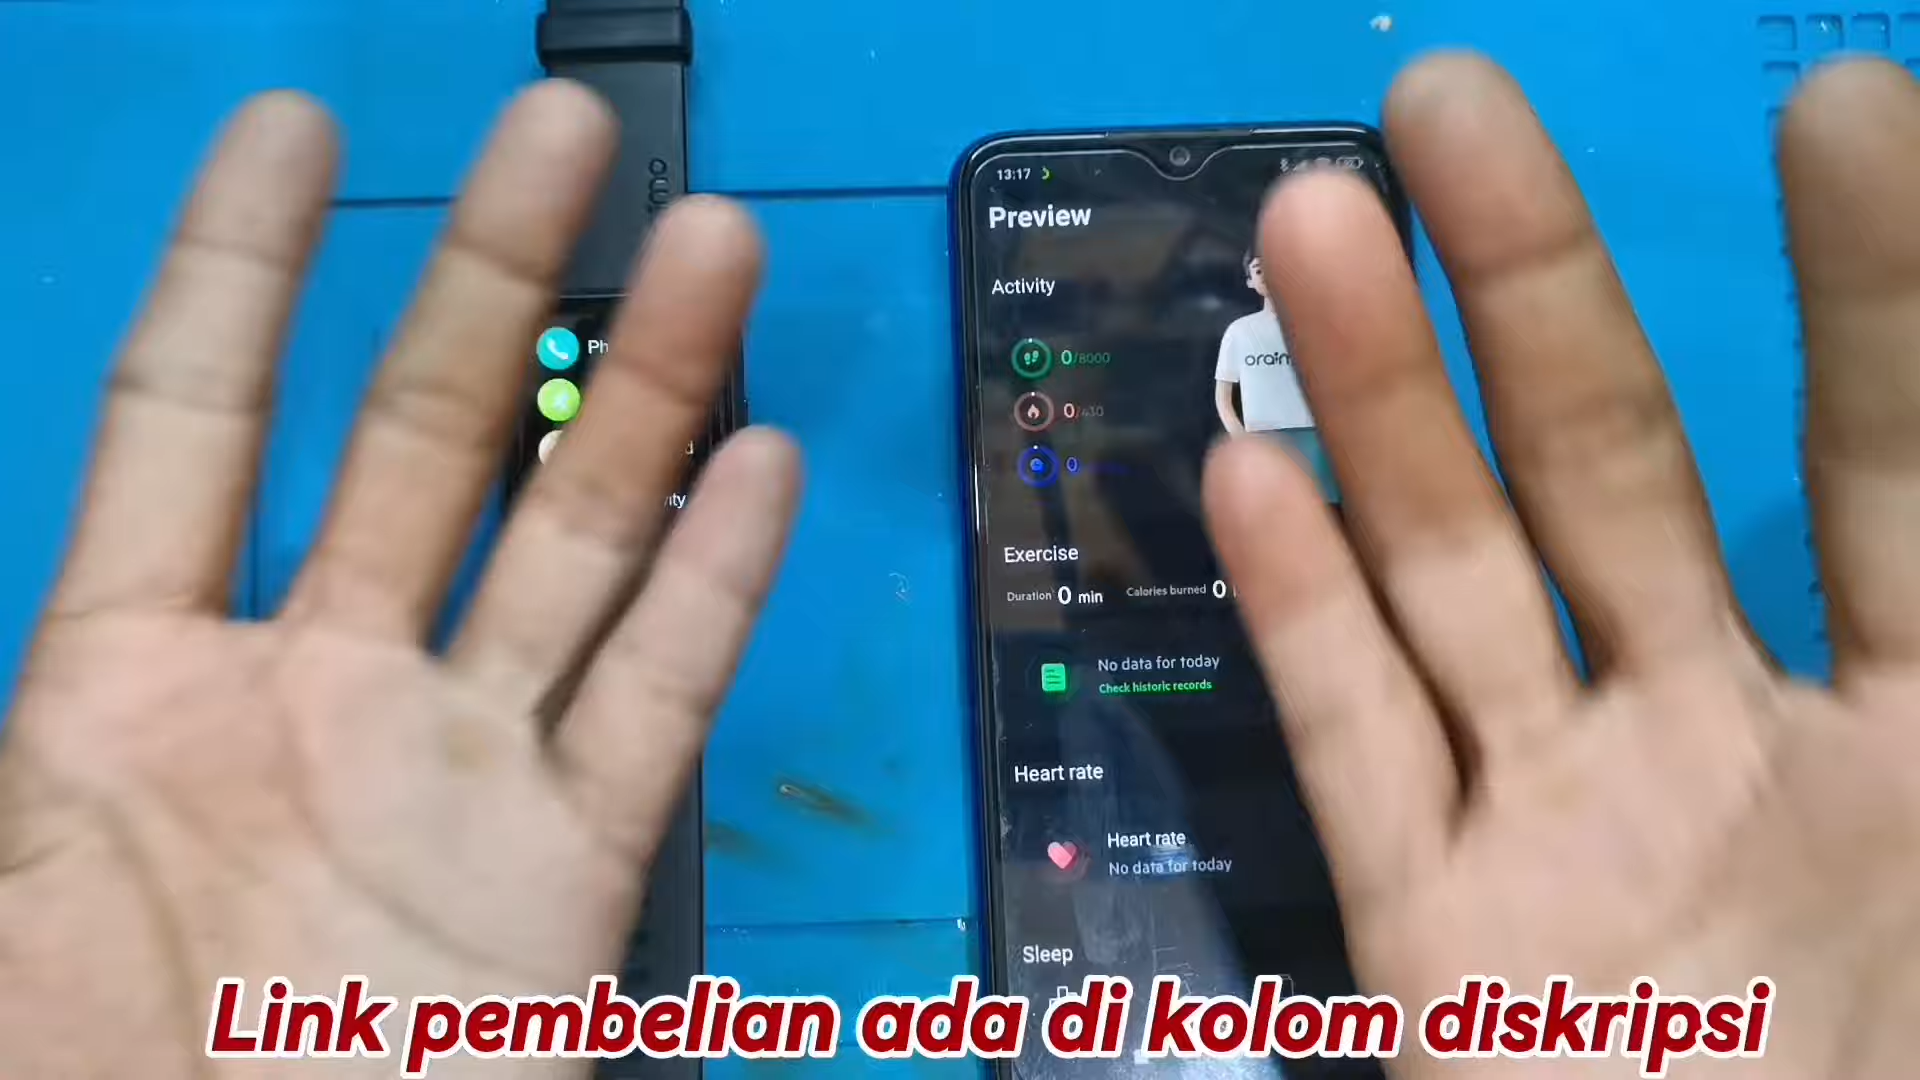 13:17
Preview
Activity
0/8000
0/430
0
Exercise
Duration 0 min Calories burned 0
No data for today
Check historic records
Heart rate
Heart rate
No data for today
Sleep
Link pembelian ada di kolom diskripsi